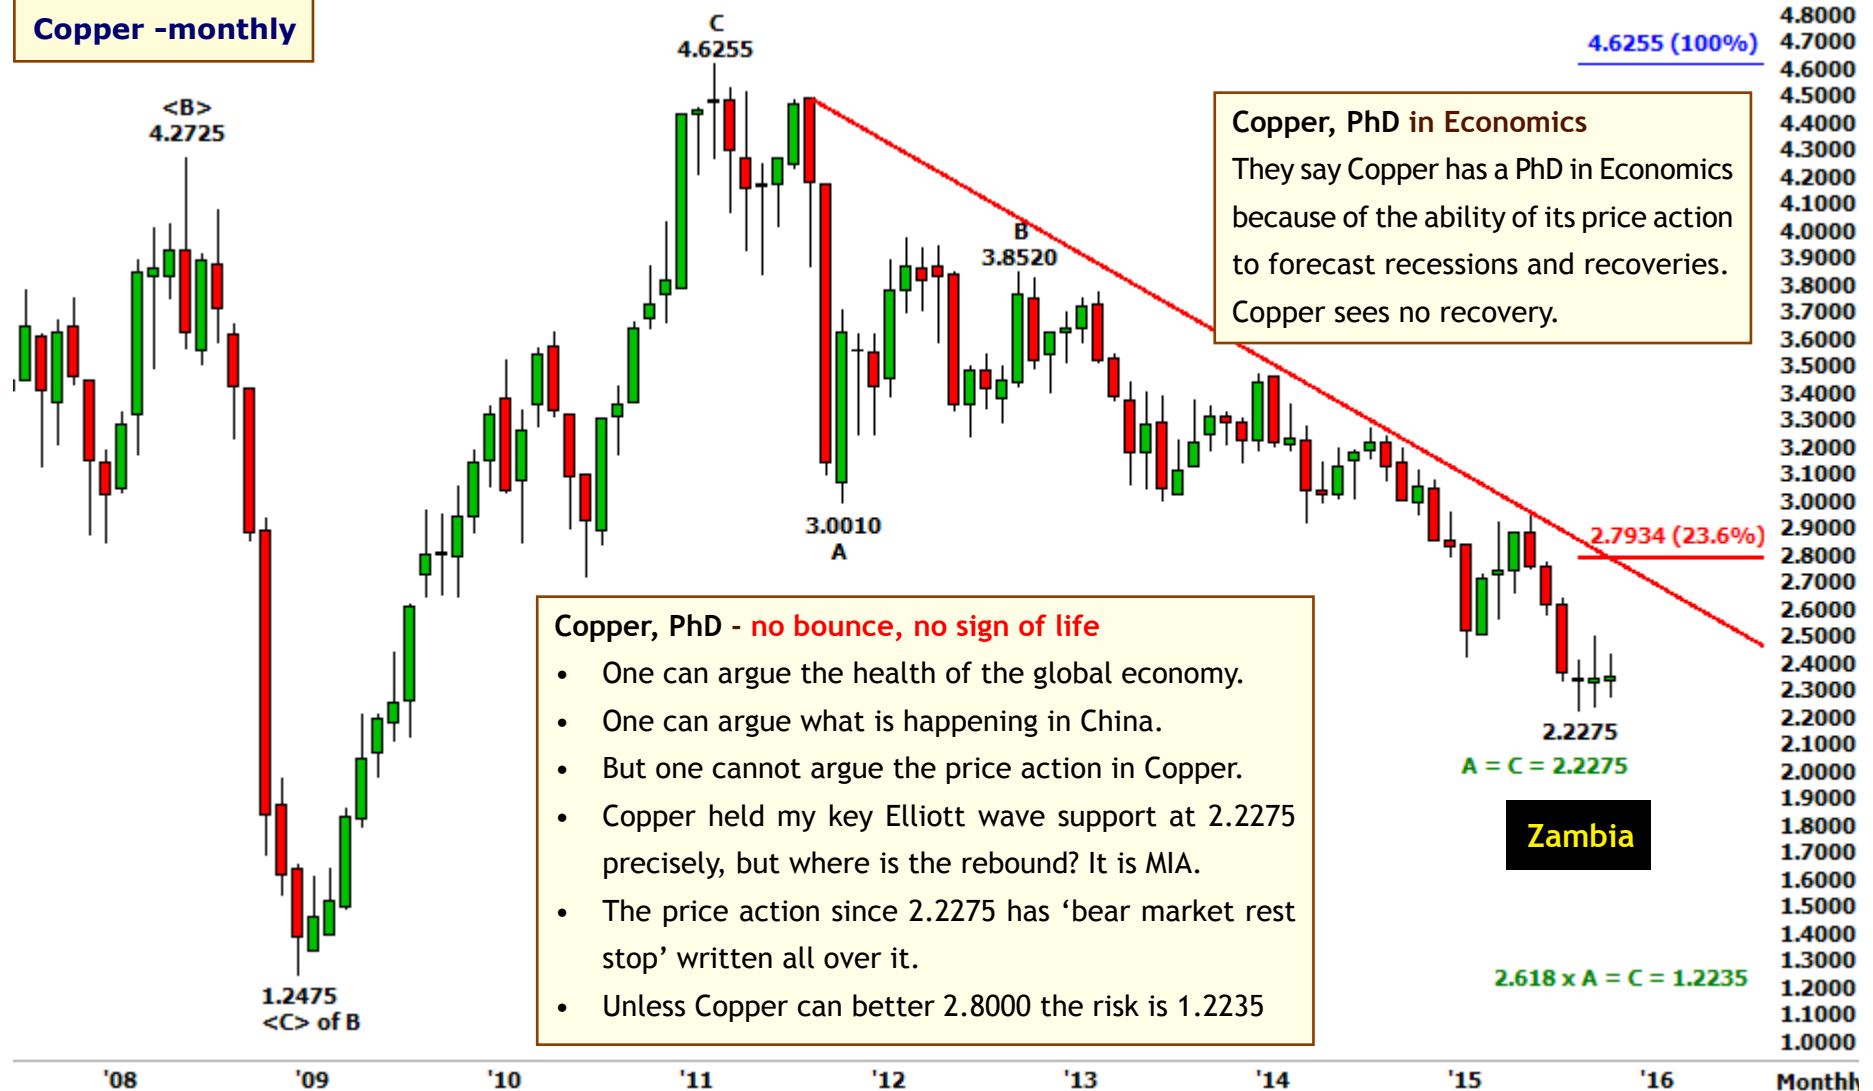 Copper -monthly
C
4.6255
<B>
4.2725
4.6255 (100%)
Copper, PhD in Economics
They say Copper has a PhD in Economics
because of the ability of its price action
to forecast recessions and recoveries.
Copper sees no recovery.
B
3.8520
3.0010
A
2.7934 (23.6%)
Copper, PhD - no bounce, no sign of life
• One can argue the health of the global economy.
• One can argue what is happening in China.
• But one cannot argue the price action in Copper.
• Copper held my key Elliott wave support at 2.2275
precisely, but where is the rebound? It is MIA.
• The price action since 2.2275 has ‘bear market rest
stop’ written all over it.
• Unless Copper can better 2.8000 the risk is 1.2235
2.2275
A = C = 2.2275
Zambia
2.618 x A = C = 1.2235
1.2475
<C> of B
4.8000
4.7000
4.6000
4.5000
4.4000
4.3000
4.2000
4.1000
4.0000
3.9000
3.8000
3.7000
3.6000
3.5000
3.4000
3.3000
3.2000
3.1000
3.0000
2.9000
2.8000
2.7000
2.6000
2.5000
2.4000
2.3000
2.2000
2.1000
2.0000
1.9000
1.8000
1.7000
1.6000
1.5000
1.4000
1.3000
1.2000
1.1000
1.0000
'08 '09 '10 '11 '12 '13 '14 '15 '16 Monthly